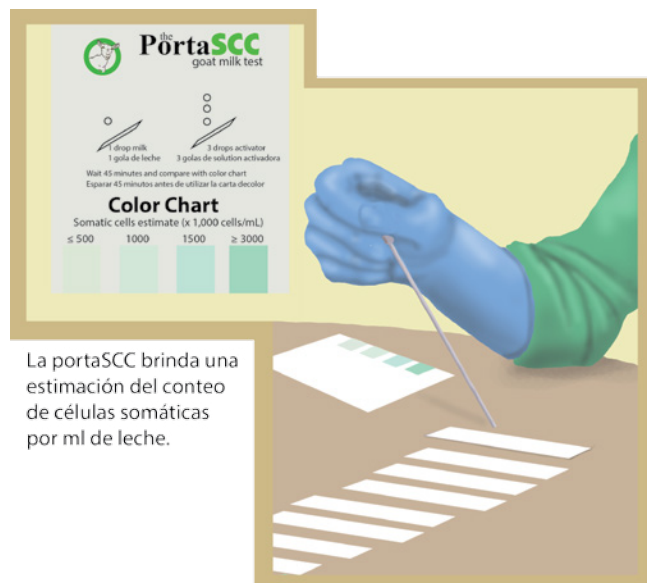 the
PortaSCC
goat milk test
1 drop milk
1 gola de leche
3 drops activator
3 golas de solution activadora
Wait 45 minutes and compare with color chart
Esparar 45 minutos antes de utilizar la carta decolor
Color Chart
Somatic cells estimate (x 1,000 cells/mL)
≤ 500 1000 1500 ≥ 3000
La portaSCC brinda una
estimación del conteo
de células somáticas
por ml de leche.